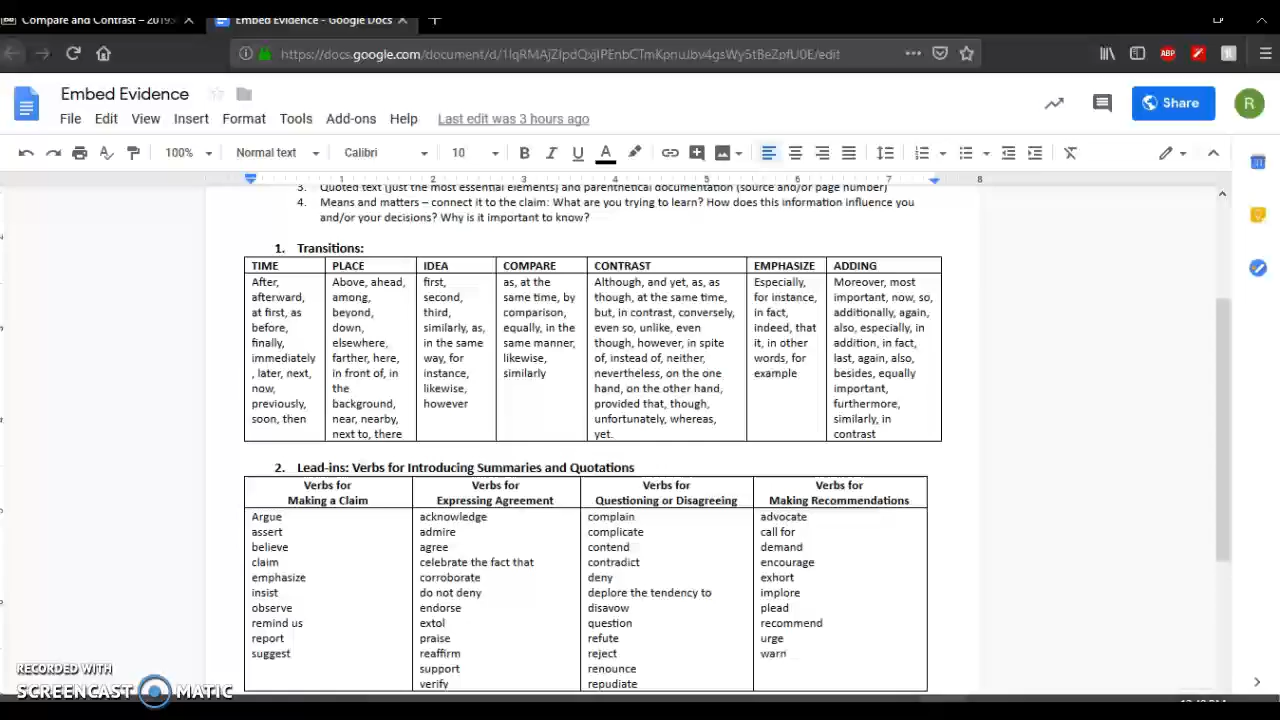 Compare and Contrast – 2019
Embed Evidence - Google Docs
docs.google.com/document/d/
Embed Evidence
File Edit View Insert Format Tools Add-ons Help Last edit was 3 hours ago
Share
R
100% Normal text Calibri 10
1 2 3 4 5 6 7 8
3. Quoted text (just the most essential elements) and parenthetical documentation (source and/or page number)
4. Means and matters – connect it to the claim: What are you trying to learn? How does this information influence you
and/or your decisions? Why is it important to know?
1. Transitions:
TIME PLACE IDEA COMPARE CONTRAST EMPHASIZE ADDING
After, Above, ahead, first, as, at the Although, and yet, as, as Especially, Moreover, most
afterward, among, second, same time, by though, at the same time, for instance, important, now, so,
at first, as beyond, third, comparison, but, in contrast, conversely, in fact, additionally, again,
before, down, similarly, as, equally, in the even so, unlike, even indeed, that also, especially, in
finally, elsewhere, in the same same manner, though, however, in spite it, in other addition, in fact,
immediately farther, here, way, for likewise, of, instead of, neither, words, for last, again, also,
, later, next, in front of, in instance, similarly nevertheless, on the one example besides, equally
now, the likewise, hand, on the other hand, important,
previously, background, however provided that, though, furthermore,
soon, then near, nearby, unfortunately, whereas, similarly, in
next to, there yet. contrast
2. Lead-ins: Verbs for Introducing Summaries and Quotations
Verbs for Verbs for Verbs for Verbs for
Making a Claim Expressing Agreement Questioning or Disagreeing Making Recommendations
Argue acknowledge complain advocate
assert admire complicate call for
believe agree contend demand
claim celebrate the fact that contradict encourage
emphasize corroborate deny exhort
insist do not deny deplore the tendency to implore
observe endorse disavow plead
remind us extol question recommend
report praise refute urge
suggest reaffirm reject warn
support renounce
verify repudiate
RECORDED WITH
SCREENCAST MATIC